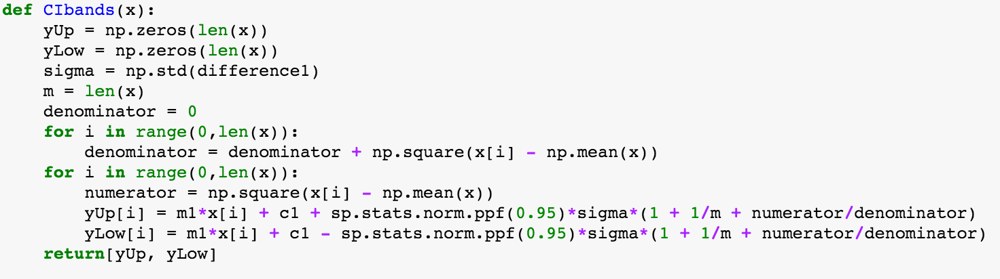 def CIbands(x):
    yUp = np.zeros(len(x))
    yLow = np.zeros(len(x))
    sigma = np.std(difference1)
    m = len(x)
    denominator = 0
    for i in range(0,len(x)):
        denominator = denominator + np.square(x[i] - np.mean(x))
    for i in range(0,len(x)):
        numerator = np.square(x[i] - np.mean(x))
        yUp[i] = m1*x[i] + c1 + sp.stats.norm.ppf(0.95)*sigma*(1 + 1/m + numerator/denominator)
        yLow[i] = m1*x[i] + c1 - sp.stats.norm.ppf(0.95)*sigma*(1 + 1/m + numerator/denominator)
    return[yUp, yLow]